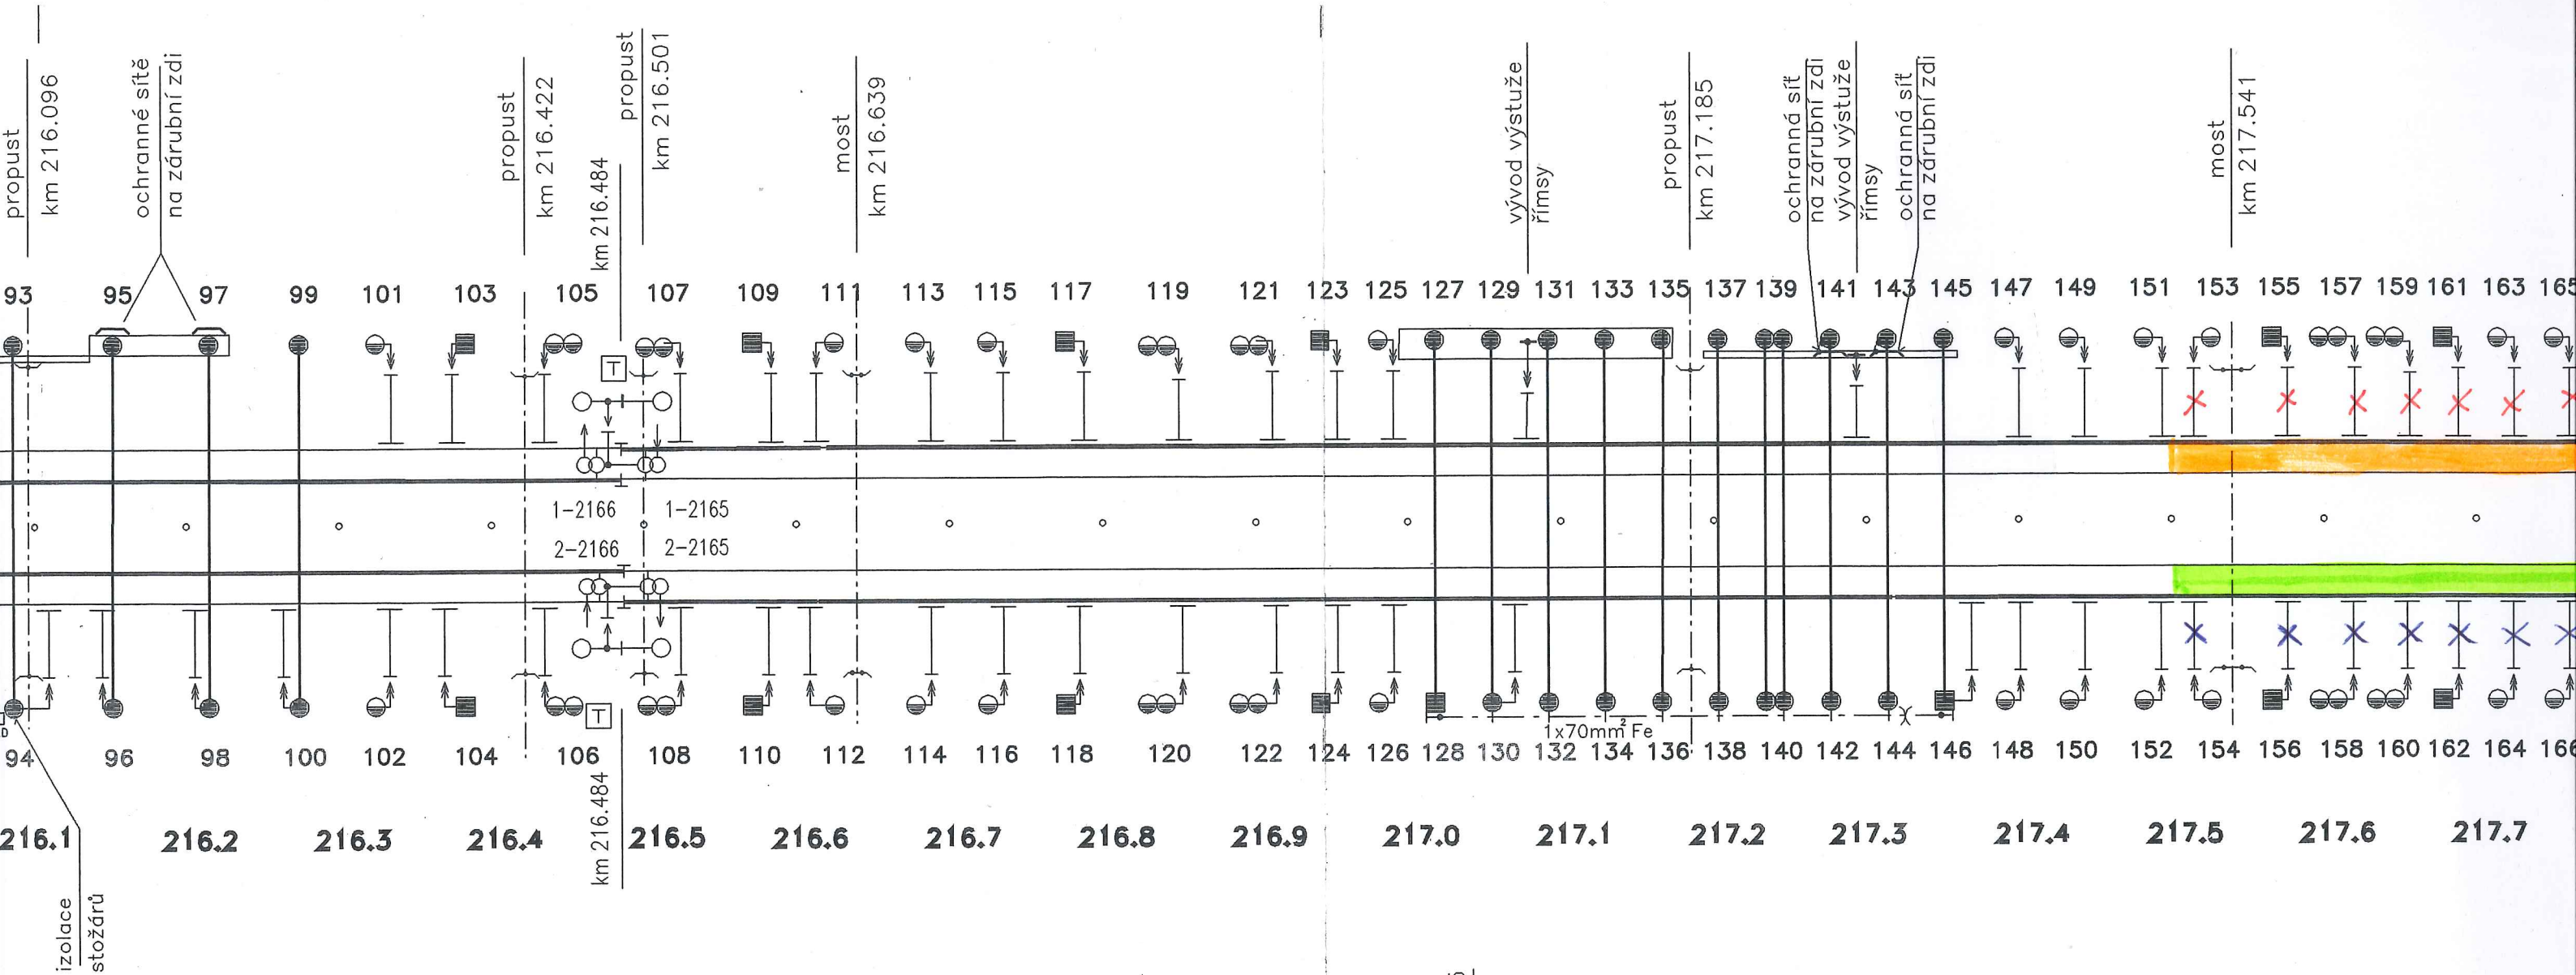 propust
km 216.096
ochranné sítě
na zárubní zdi
propust
km 216.422
km 216.484
propust
km 216.501
most
km 216.639
vývod výstuže
římsy
propust
km 217.185
ochranná síť
na zárubní zdi
vývod výstuže
římsy
ochranná síť
na zárubní zdi
most
km 217.541
93 95 97 99 101 103 105 107 109 111 113 115 117 119 121 123 125 127 129 131 133 135 137 139 141 143 145 147 149 151 153 155 157 159 161 163 165
T
1-2166 1-2165
2-2166 2-2165
T
1x70mm² Fe
94 96 98 100 102 104 106 108 110 112 114 116 118 120 122 124 126 128 130 132 134 136 138 140 142 144 146 148 150 152 154 156 158 160 162 164 166
km 216.484
216.1 216.2 216.3 216.4 216.5 216.6 216.7 216.8 216.9 217.0 217.1 217.2 217.3 217.4 217.5 217.6 217.7
izolace
stožárů